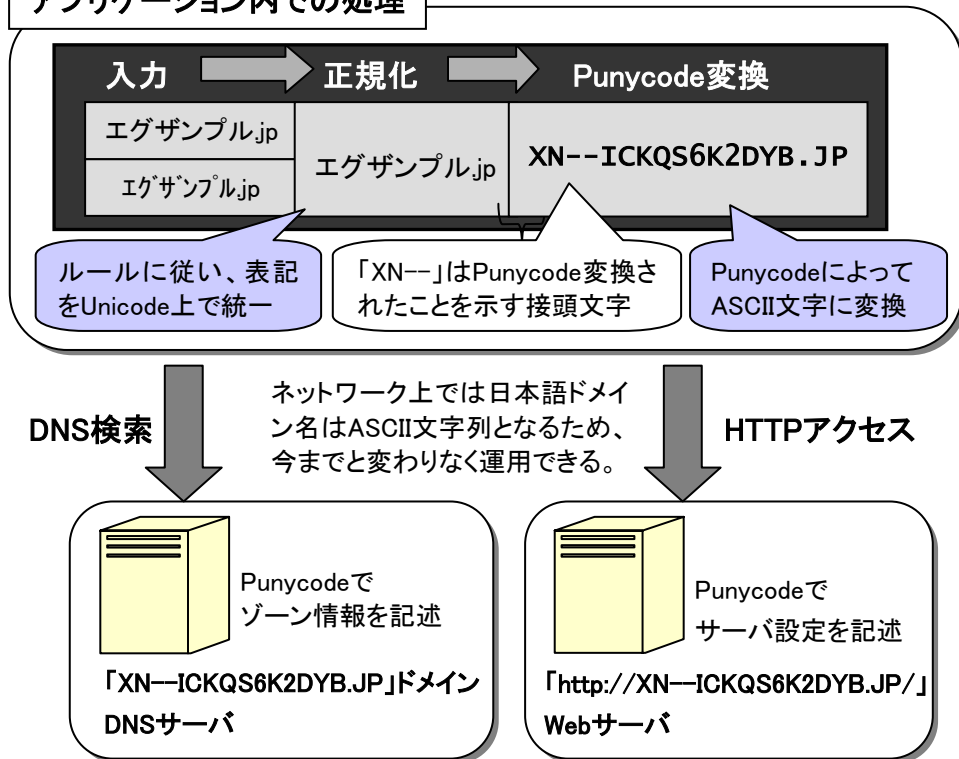 アプリケーション内での処理
入力
正規化
Punycode変換
エグザンプル.jp
ｴｸﾞｻﾞﾝﾌﾟﾙ.jp
エグザンプル.jp
XN--ICKQS6K2DYB.JP
ルールに従い、表記
をUnicode上で統一
「XN--」はPunycode変換さ
れたことを示す接頭文字
Punycodeによって
ASCII文字に変換
DNS検索
ネットワーク上では日本語ドメイ
ン名はASCII文字列となるため、
今までと変わりなく運用できる。
HTTPアクセス
Punycodeで
ゾーン情報を記述
「XN--ICKQS6K2DYB.JP」ドメイン
DNSサーバ
Punycodeで
サーバ設定を記述
「http://XN--ICKQS6K2DYB.JP/」
Webサーバ